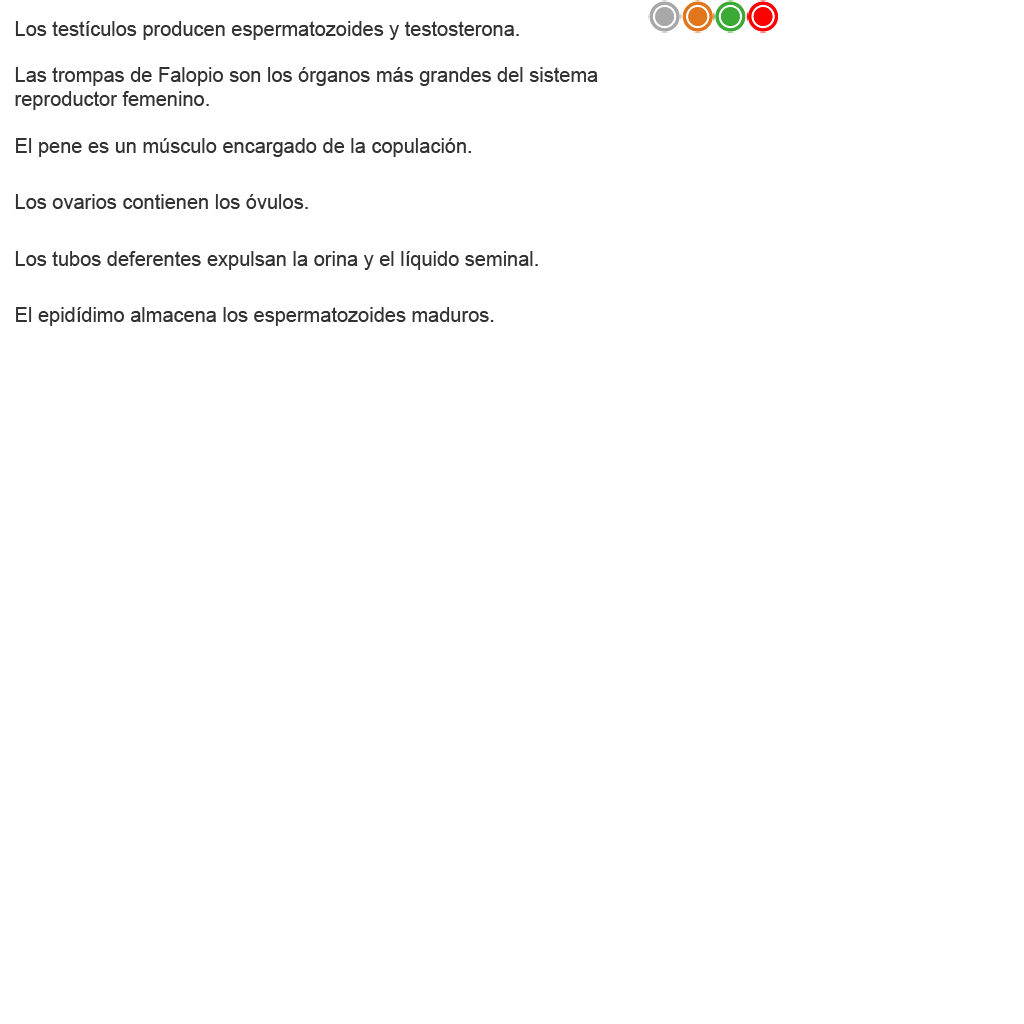 Los testículos producen espermatozoides y testosterona.
Las trompas de Falopio son los órganos más grandes del sistema
reproductor femenino.
El pene es un músculo encargado de la copulación.
Los ovarios contienen los óvulos.
Los tubos deferentes expulsan la orina y el líquido seminal.
El epidídimo almacena los espermatozoides maduros.